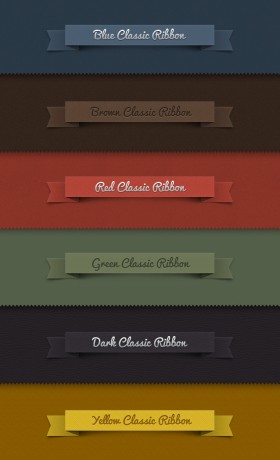 Blue Classic Ribbon
Brown Classic Ribbon
Red Classic Ribbon
Green Classic Ribbon
Dark Classic Ribbon
Yellow Classic Ribbon